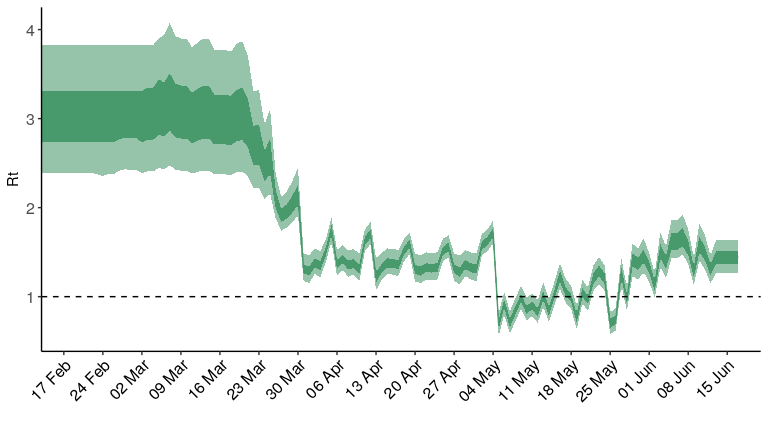 4
3
2
1
Rt
17 Feb
24 Feb
02 Mar
09 Mar
16 Mar
23 Mar
30 Mar
06 Apr
13 Apr
20 Apr
27 Apr
04 May
11 May
18 May
25 May
01 Jun
08 Jun
15 Jun